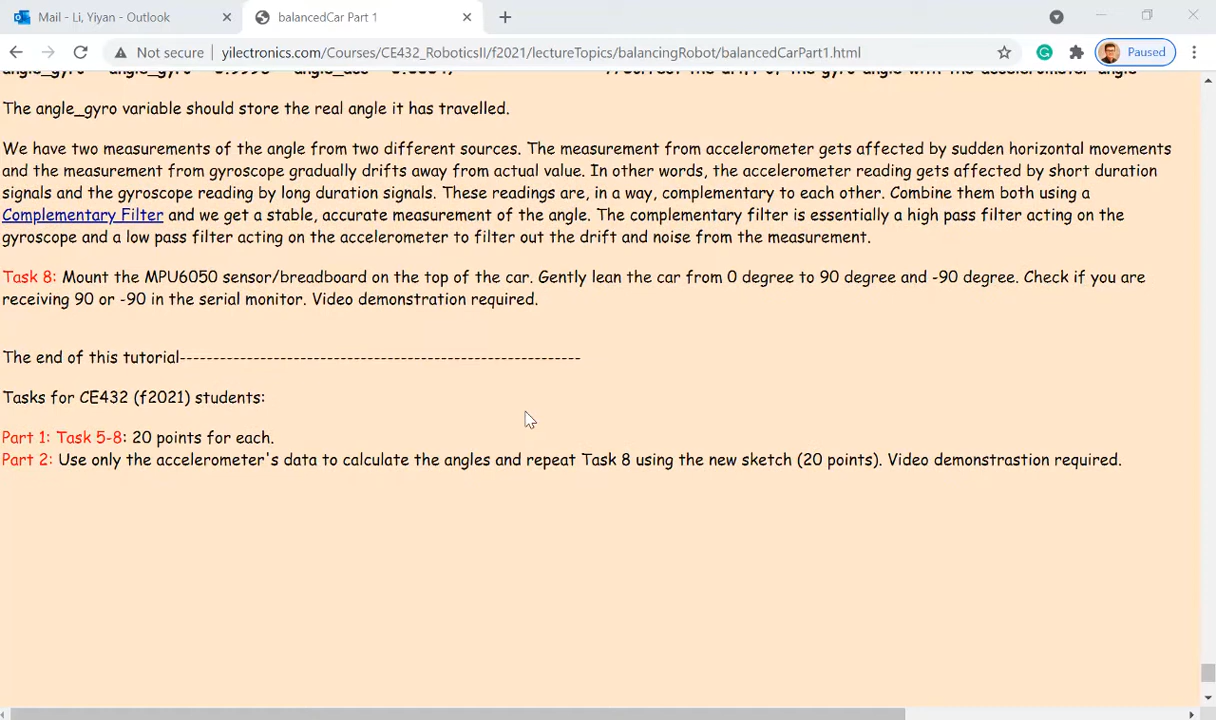 Mail - Li, Yiyan - Outlook
balancedCar Part 1
Not secure
yilectronics.com/Courses/CE432_RoboticsII/f2021/lectureTopics/balancingRobot/balancedCarPart1.html
Paused
The angle_gyro variable should store the real angle it has travelled.
We have two measurements of the angle from two different sources. The measurement from accelerometer gets affected by sudden horizontal movements
and the measurement from gyroscope gradually drifts away from actual value. In other words, the accelerometer reading gets affected by short duration
signals and the gyroscope reading by long duration signals. These readings are, in a way, complementary to each other. Combine them both using a
Complementary Filter and we get a stable, accurate measurement of the angle. The complementary filter is essentially a high pass filter acting on the
gyroscope and a low pass filter acting on the accelerometer to filter out the drift and noise from the measurement.
Task 8: Mount the MPU6050 sensor/breadboard on the top of the car. Gently lean the car from 0 degree to 90 degree and -90 degree. Check if you are
receiving 90 or -90 in the serial monitor. Video demonstration required.
The end of this tutorial------------------------------------------------------------
Tasks for CE432 (f2021) students:
Part 1: Task 5-8: 20 points for each.
Part 2: Use only the accelerometer's data to calculate the angles and repeat Task 8 using the new sketch (20 points). Video demonstrastion required.